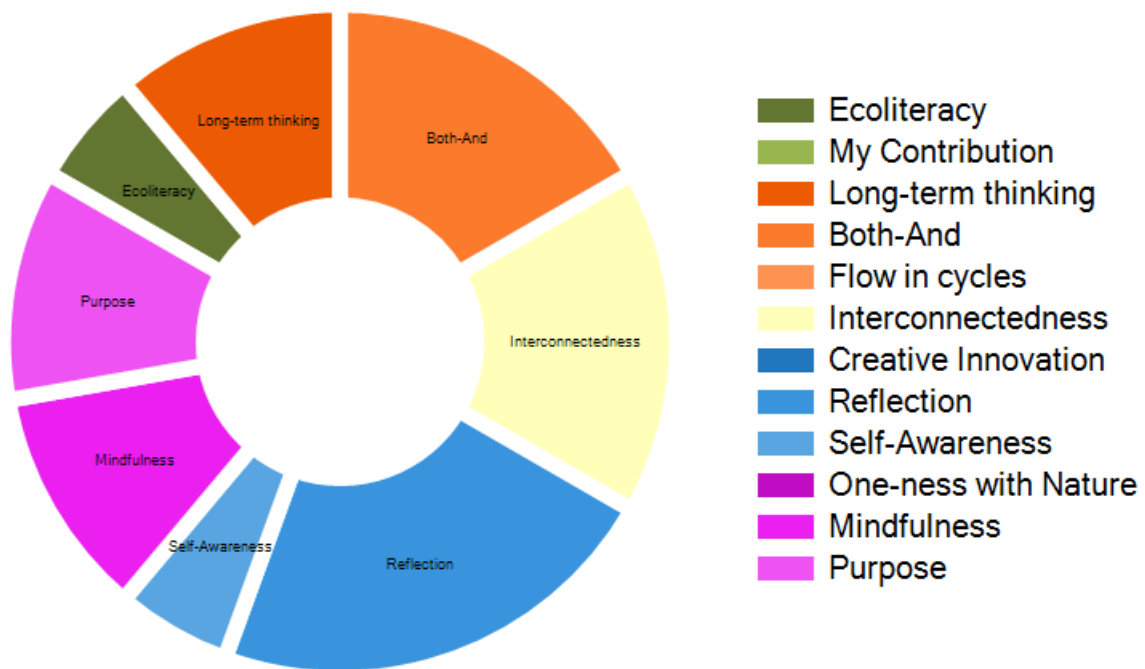 Long-term thinking
Both-And
Ecoliteracy
Purpose
Interconnectedness
Mindfulness
Self-Awareness
Reflection
Ecoliteracy
My Contribution
Long-term thinking
Both-And
Flow in cycles
Interconnectedness
Creative Innovation
Reflection
Self-Awareness
One-ness with Nature
Mindfulness
Purpose